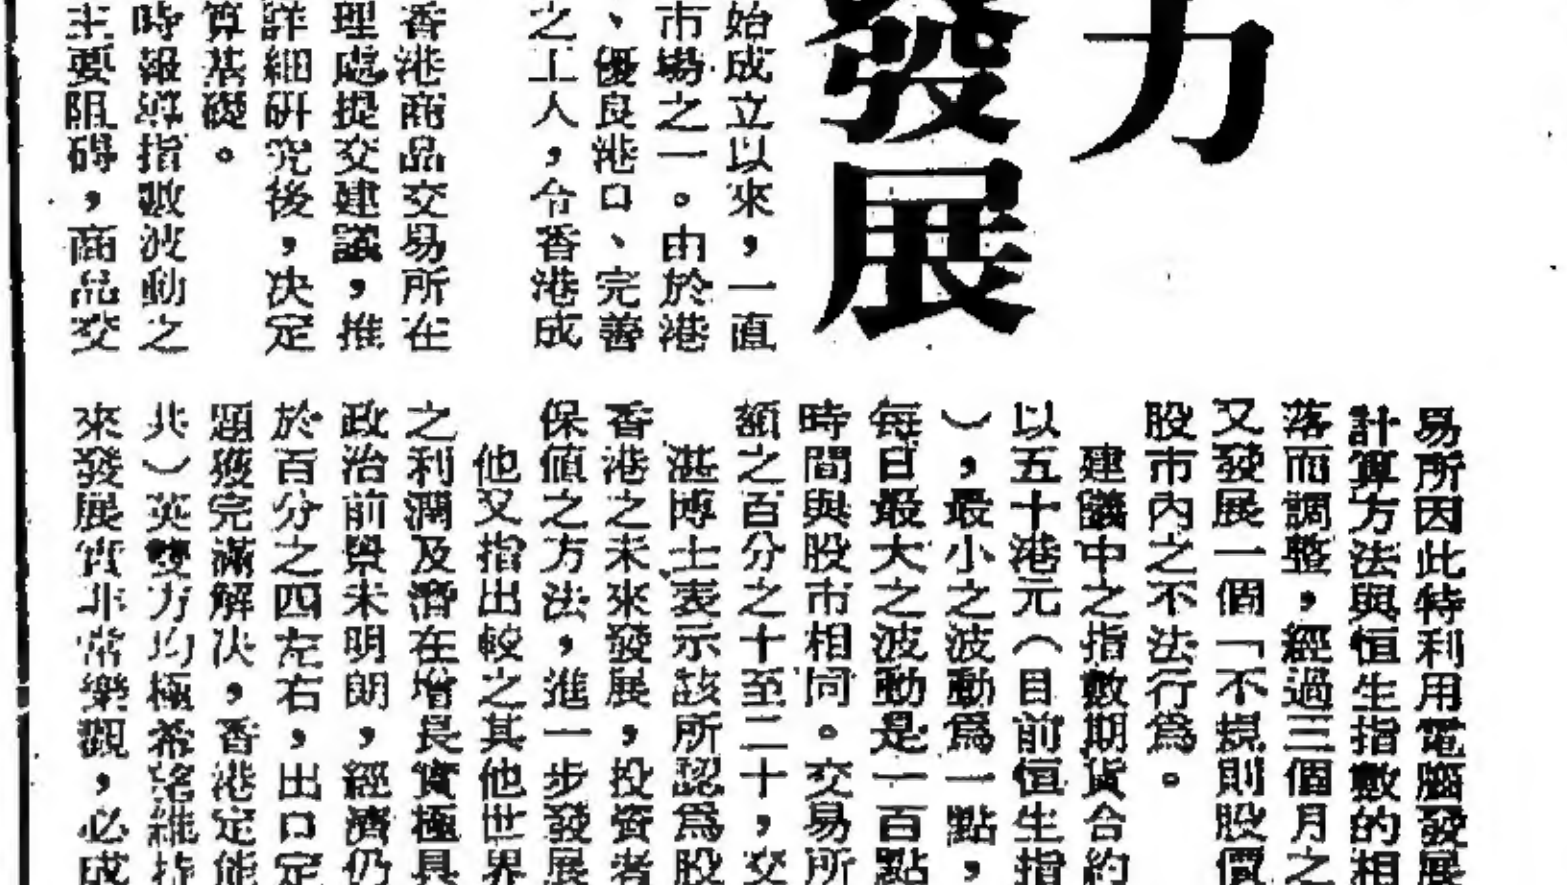 力
發展
始成立以來，一直
市場之一。由於港
、優良港口、完善
之工人，令香港成
香港商品交易所在
理處提交建議，推
詳細研究後，決定
算基礎。
時報導指數波動之
主要阻碍，商品交
易所因此特利用電腦發展
計算方法與恒生指數的相
落而調整，經過三個月之
又發展一個「不規則股價
股市內之不法行為。
建議中之指數期貨合約
以五十港元（目前恒生指
），最小之波動為一點，
每日最大之波動是一百點
時間與股市相同。交易所
額之百分之十至二十，交
湛博士表示該所認為股
香港之未來發展，投資者
保值之方法，進一步發展
他又指出較之其他世界
之利潤及潛在增長實極具
政治前景未明朗，經濟仍
於百分之四左右，出口定
題獲完滿解决，香港定能
共）英雙方均極希望維持
來發展實非常樂觀，必成